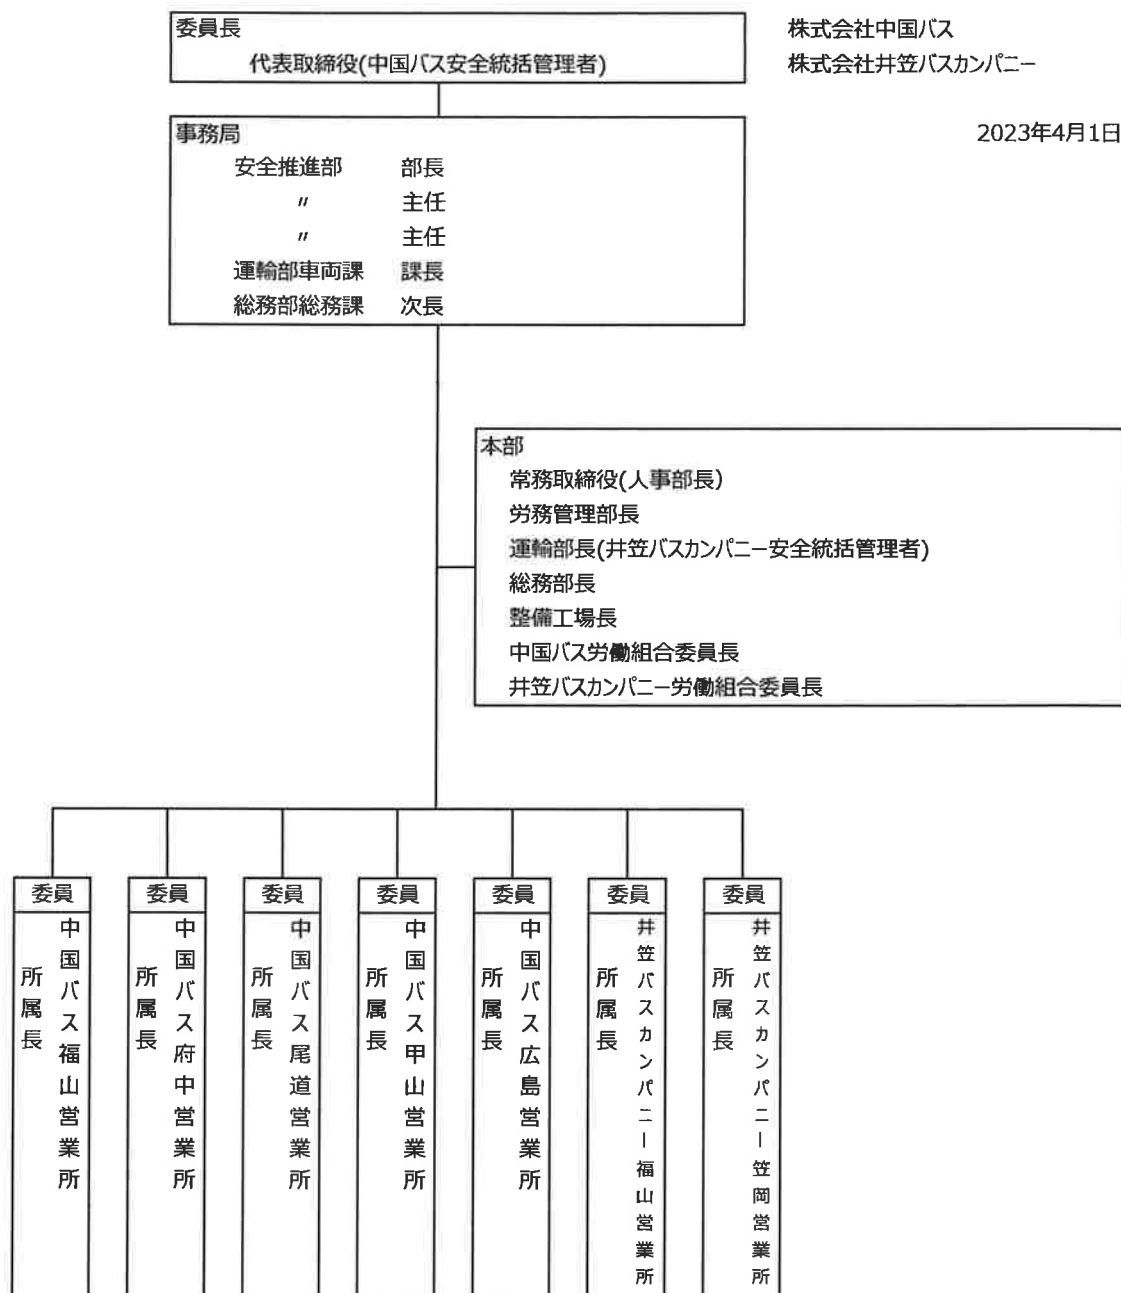 委員長
代表取締役(中国バス安全統括管理者)
株式会社中国バス
株式会社井笠バスカンパニー
2023年4月1日
事務局
安全推進部 部長
〃 主任
〃 主任
運輸部車両課 課長
総務部総務課 次長
本部
常務取締役(人事部長)
労務管理部長
運輸部長(井笠バスカンパニー安全統括管理者)
総務部長
整備工場長
中国バス労働組合委員長
井笠バスカンパニー労働組合委員長
委員
中国バス福山営業所
所属長
委員
中国バス府中営業所
所属長
委員
中国バス尾道営業所
所属長
委員
中国バス甲山営業所
所属長
委員
中国バス広島営業所
所属長
委員
井笠バスカンパニー福山営業所
所属長
委員
井笠バスカンパニー笠岡営業所
所属長